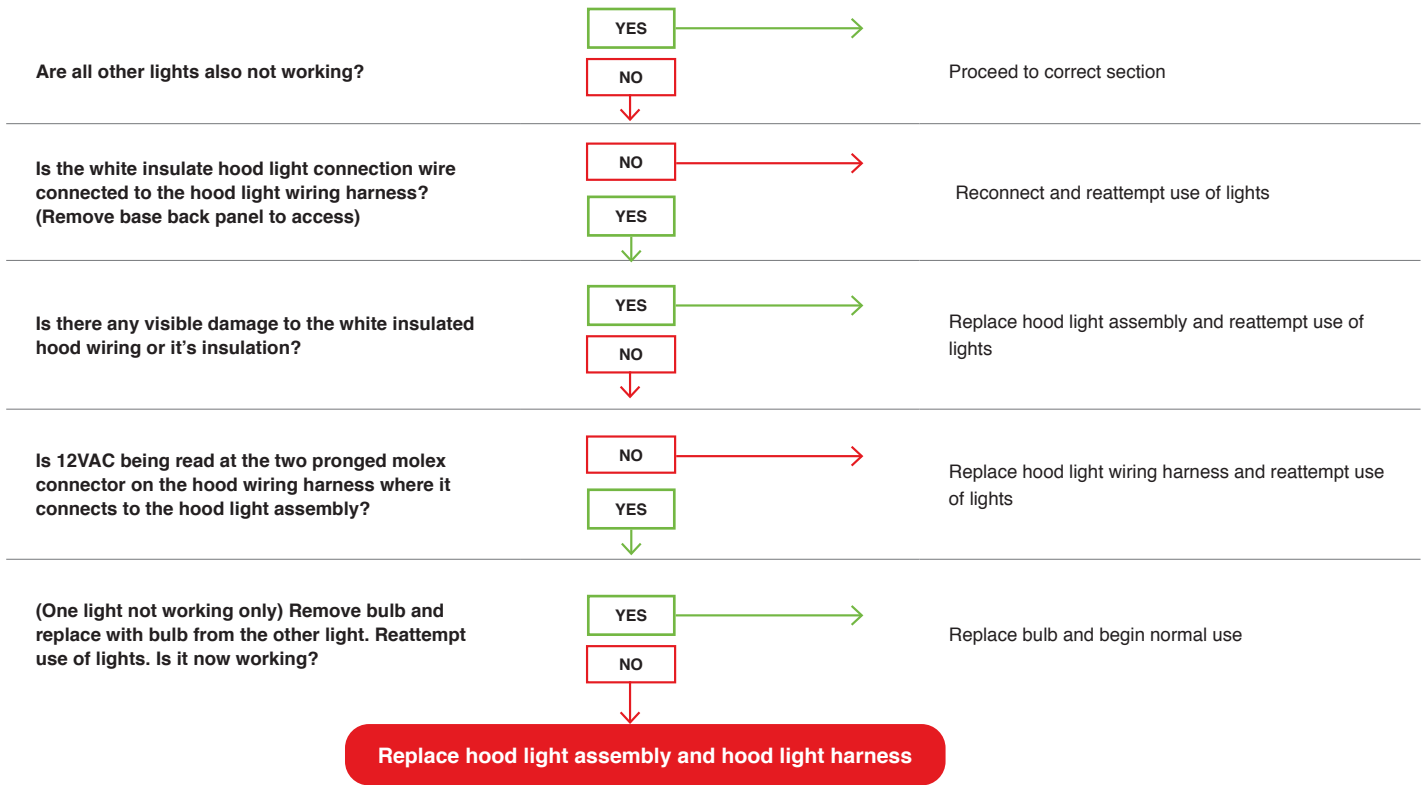 YES
Are all other lights also not working?
Proceed to correct section
NO
NO
Is the white insulate hood light connection wire
connected to the hood light wiring harness?
(Remove base back panel to access)
Reconnect and reattempt use of lights
YES
YES
Is there any visible damage to the white insulated
hood wiring or it's insulation?
Replace hood light assembly and reattempt use of
lights
NO
NO
Is 12VAC being read at the two pronged molex
connector on the hood wiring harness where it
connects to the hood light assembly?
Replace hood light wiring harness and reattempt use
of lights
YES
YES
(One light not working only) Remove bulb and
replace with bulb from the other light. Reattempt
use of lights. Is it now working?
Replace bulb and begin normal use
NO
Replace hood light assembly and hood light harness